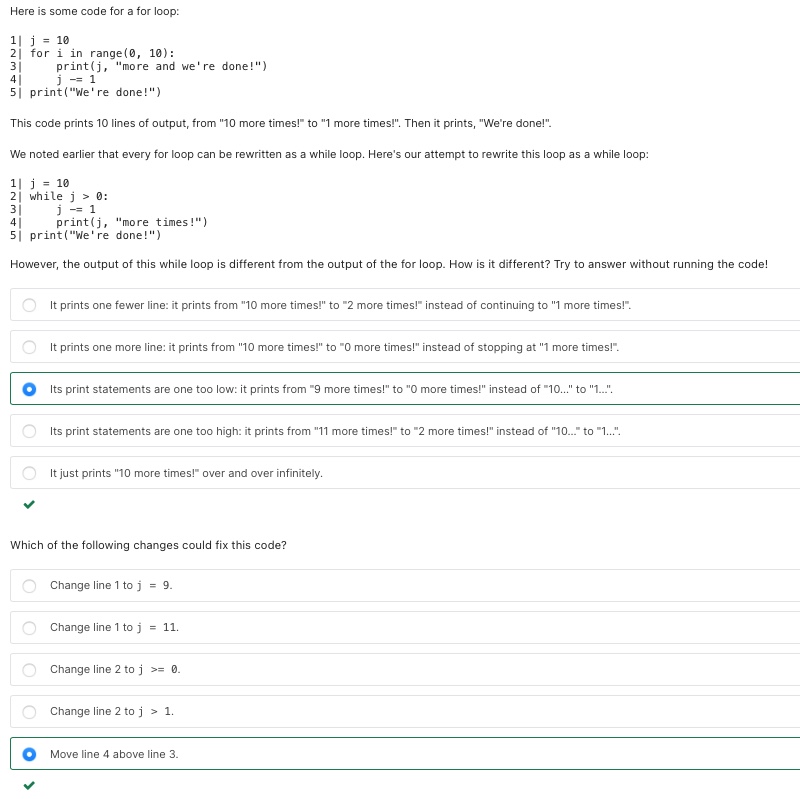 Here is some code for a for loop:
1| j = 10
2| for i in range(0, 10):
3|     print(j, "more and we're done!")
4|     j -= 1
5| print("We're done!")
This code prints 10 lines of output, from "10 more times!" to "1 more times!". Then it prints, "We're done!".
We noted earlier that every for loop can be rewritten as a while loop. Here's our attempt to rewrite this loop as a while loop:
1| j = 10
2| while j > 0:
3|     j -= 1
4|     print(j, "more times!")
5| print("We're done!")
However, the output of this while loop is different from the output of the for loop. How is it different? Try to answer without running the code!
It prints one fewer line: it prints from "10 more times!" to "2 more times!" instead of continuing to "1 more times!".
It prints one more line: it prints from "10 more times!" to "0 more times!" instead of stopping at "1 more times!".
Its print statements are one too low: it prints from "9 more times!" to "0 more times!" instead of "10..." to "1...".
Its print statements are one too high: it prints from "11 more times!" to "2 more times!" instead of "10..." to "1...".
It just prints "10 more times!" over and over infinitely.
Which of the following changes could fix this code?
Change line 1 to j = 9.
Change line 1 to j = 11.
Change line 2 to j >= 0.
Change line 2 to j > 1.
Move line 4 above line 3.